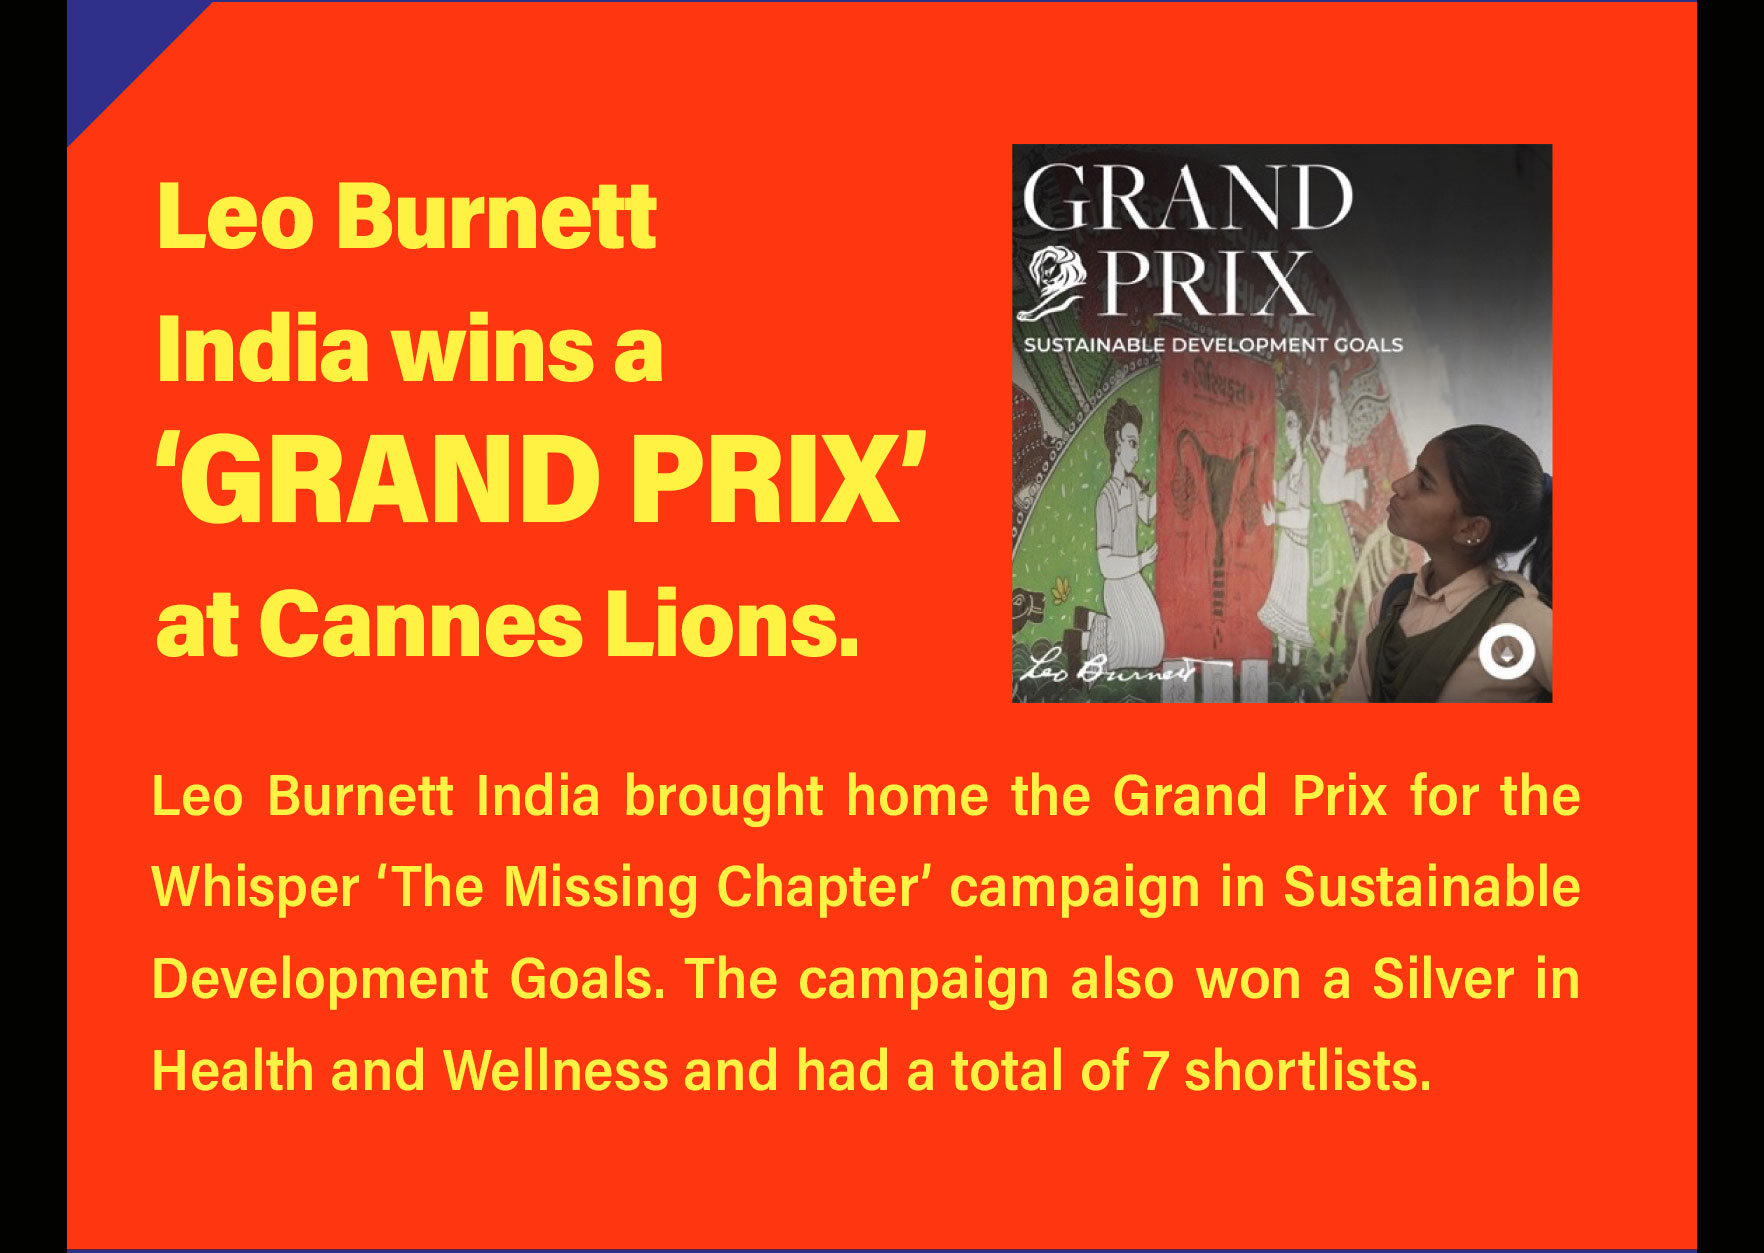 Leo Burnett
India wins a
‘GRAND PRIX’
at Cannes Lions.
GRAND
PRIX
SUSTAINABLE DEVELOPMENT GOALS
Leo Burnett
Leo Burnett India brought home the Grand Prix for the
Whisper ‘The Missing Chapter’ campaign in Sustainable
Development Goals. The campaign also won a Silver in
Health and Wellness and had a total of 7 shortlists.